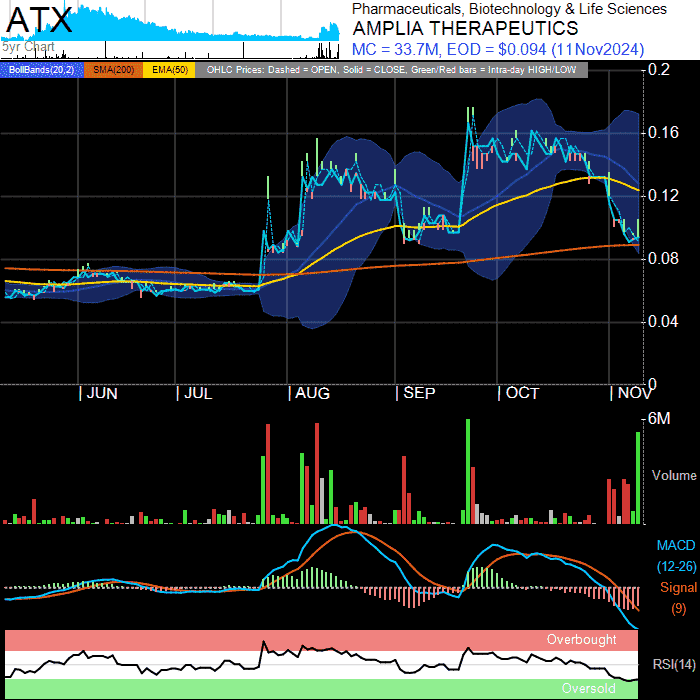 ATX
5yr Chart
Pharmaceuticals, Biotechnology & Life Sciences
AMPLIA THERAPEUTICS
MC = 33.7M, EOD = $0.094 (11Nov2024)
BollBands(20,2) SMA(200) EMA(50) OHLC Prices: Dashed = OPEN, Solid = CLOSE, Green/Red bars = Intra-day HIGH/LOW
0.2
0.16
0.12
0.08
0.04
0
| JUN | JUL | AUG | SEP | OCT | NOV
6M
Volume
MACD
(12-26)
Signal
(9)
Overbought
RSI(14)
Oversold